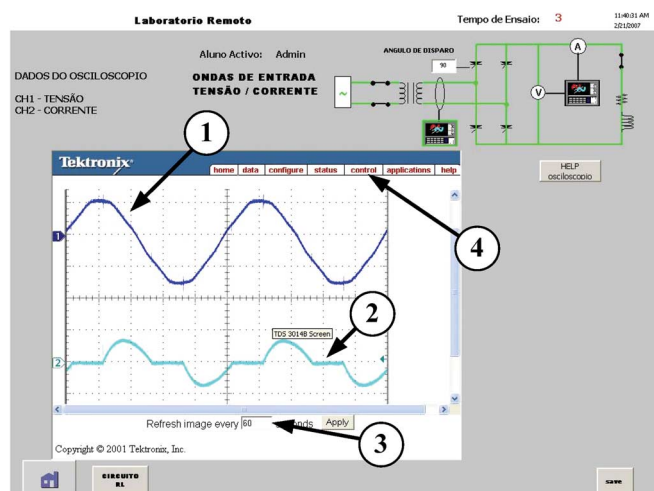 Laboratorio Remoto
Tempo de Ensaio: 3
11:40:31 AM
2/21/2007
Aluno Activo: Admin
ANGULO DE DISPARO
90
DADOS DO OSCILOSCOPIO
ONDAS DE ENTRADA
TENSÃO / CORRENTE
CH1 - TENSÃO
CH2 - CORRENTE
A
V
~
HELP
osciloscopio
1
Tektronix
home data configure status control applications help
1
4
2
TDS 3014B Screen
2
Refresh image every 60 seconds Apply
3
Copyright © 2001 Tektronix, Inc.
CIRCUITO
RL
save